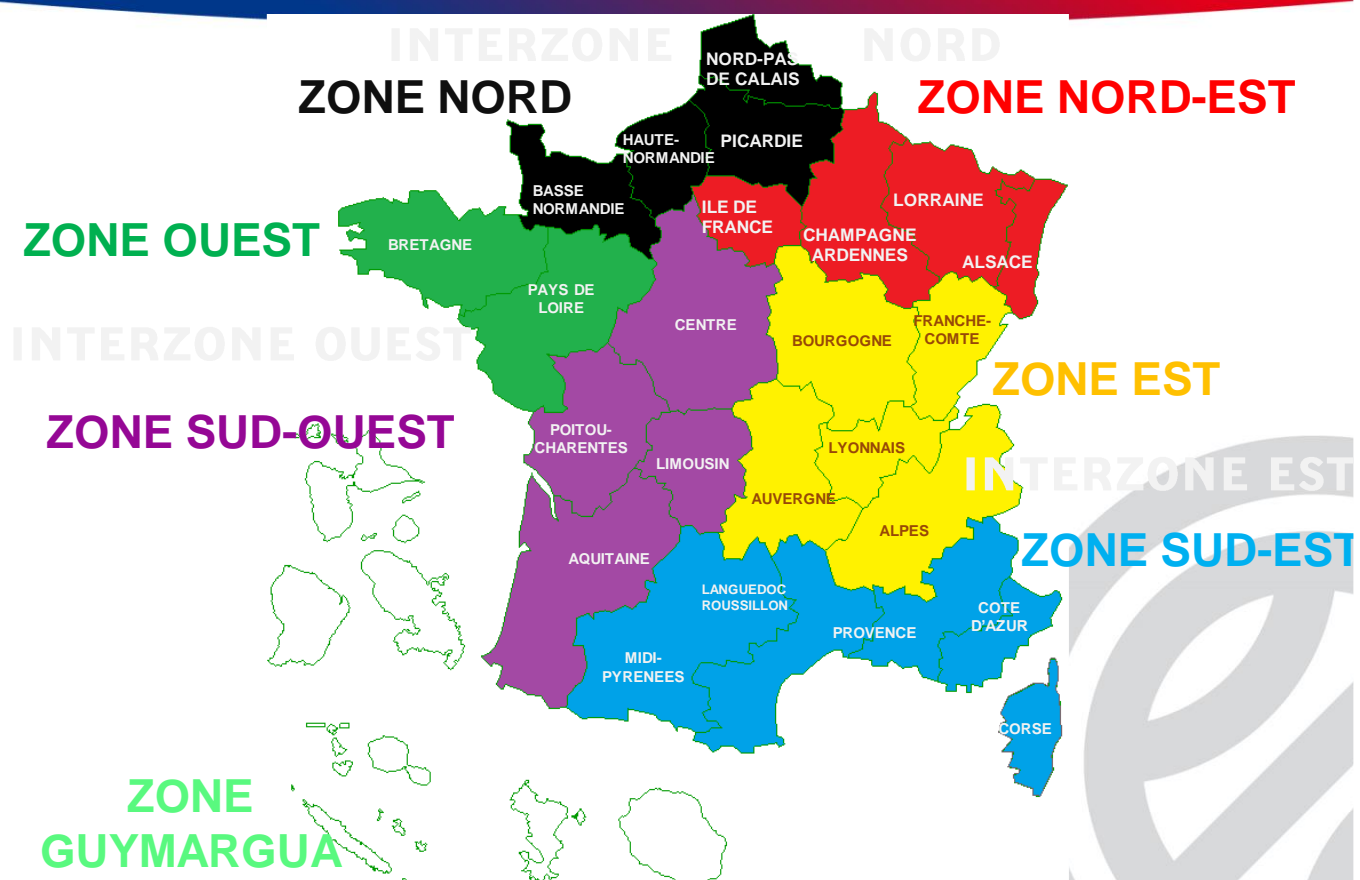 INTERZONE NORD
NORD-PAS
DE CALAIS
ZONE NORD
ZONE NORD-EST
HAUTE-
NORMANDIE
PICARDIE
BASSE
NORMANDIE
ILE DE
FRANCE
LORRAINE
CHAMPAGNE
ARDENNES
ALSACE
ZONE OUEST
BRETAGNE
PAYS DE
LOIRE
CENTRE
INTERZONE OUEST
BOURGOGNE
FRANCHE-
COMTE
ZONE EST
ZONE SUD-OUEST
POITOU-
CHARENTES
LIMOUSIN
LYONNAIS
AUVERGNE
INTERZONE EST
ALPES
ZONE SUD-EST
AQUITAINE
LANGUEDOC
ROUSSILLON
COTE
D'AZUR
PROVENCE
MIDI-
PYRENEES
CORSE
ZONE
GUYMARGUA